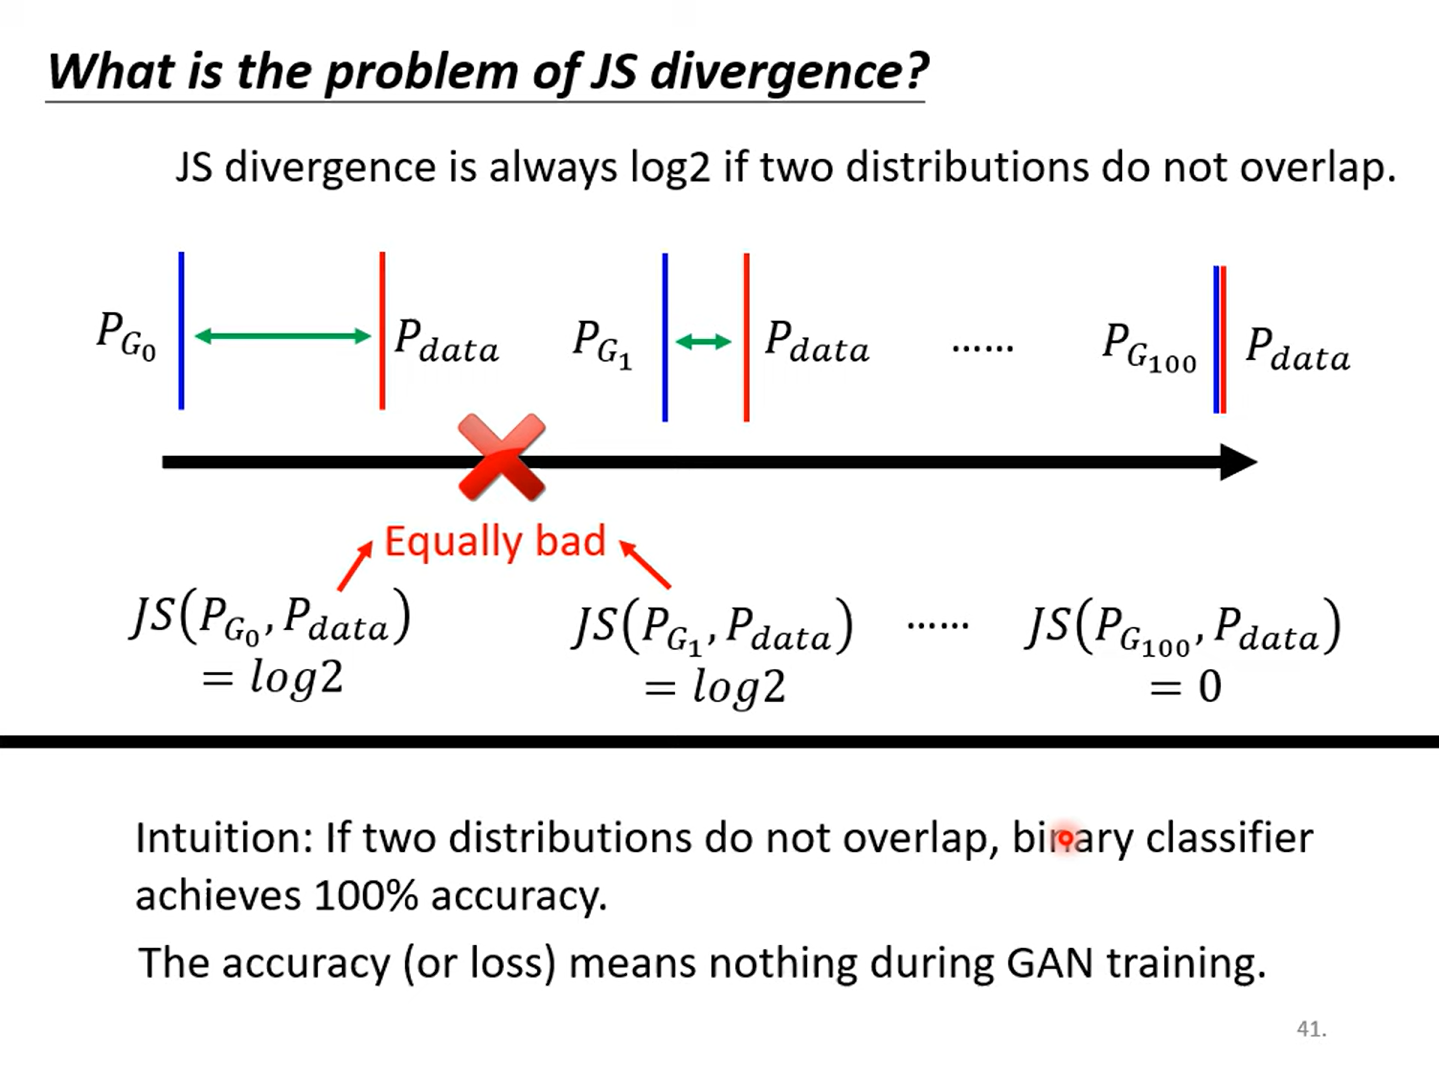 What is the problem of JS divergence?
JS divergence is always log2 if two distributions do not overlap.
P_{G_0} P_{data} P_{G_1} P_{data} …… P_{G_{100}} P_{data}
Equally bad
JS(P_{G_0}, P_{data}) JS(P_{G_1}, P_{data}) …… JS(P_{G_{100}}, P_{data})
= log2 = log2 = 0
Intuition: If two distributions do not overlap, binary classifier
achieves 100% accuracy.
The accuracy (or loss) means nothing during GAN training.
41.